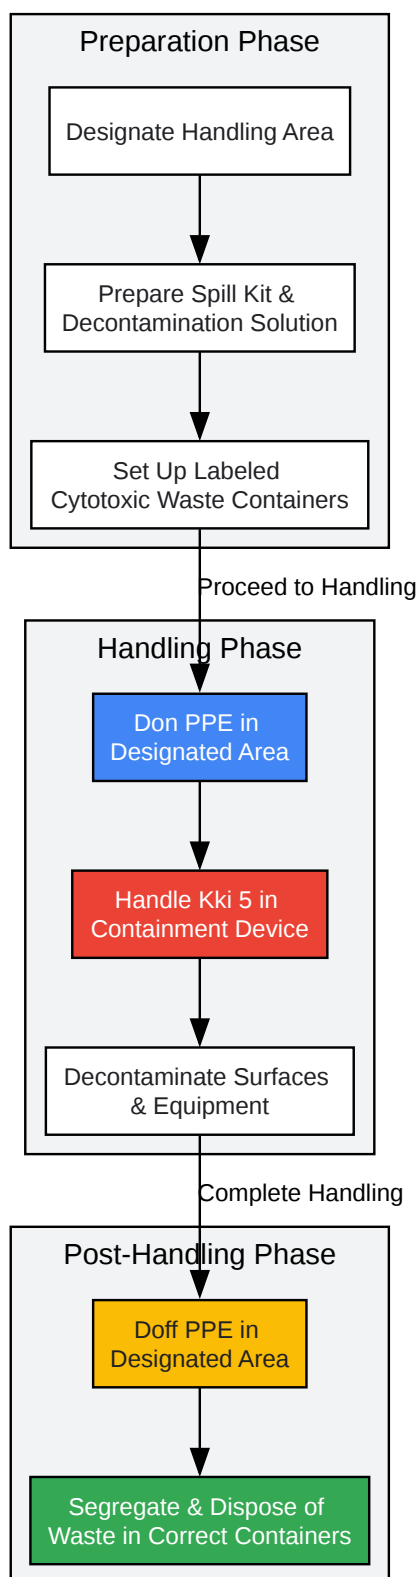 Preparation Phase
Designate Handling Area
Prepare Spill Kit &
Decontamination Solution
Set Up Labeled
Cytotoxic Waste Containers
Proceed to Handling
Handling Phase
Don PPE in
Designated Area
Handle Kki 5 in
Containment Device
Decontaminate Surfaces
& Equipment
Complete Handling
Post-Handling Phase
Doff PPE in
Designated Area
Segregate & Dispose of
Waste in Correct Containers